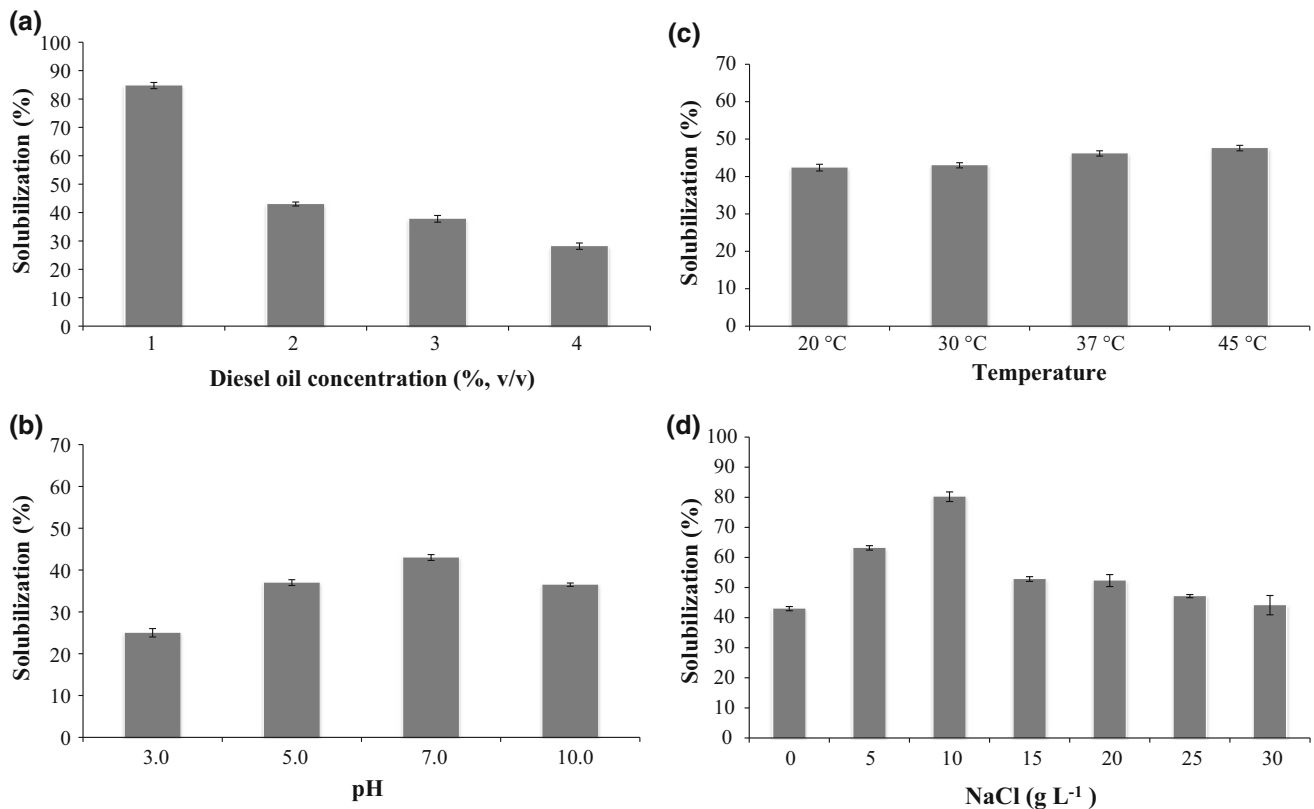 (a)
Solubilization (%)
100
90
80
70
60
50
40
30
20
10
0
1 2 3 4
Diesel oil concentration (%, v/v)
(b)
Solubilization (%)
70
60
50
40
30
20
10
0
3.0 5.0 7.0 10.0
pH
(c)
Solubilization (%)
70
60
50
40
30
20
10
0
20 °C 30 °C 37 °C 45 °C
Temperature
(d)
Solubilization (%)
100
90
80
70
60
50
40
30
20
10
0
0 5 10 15 20 25 30
NaCl (g L⁻¹ )